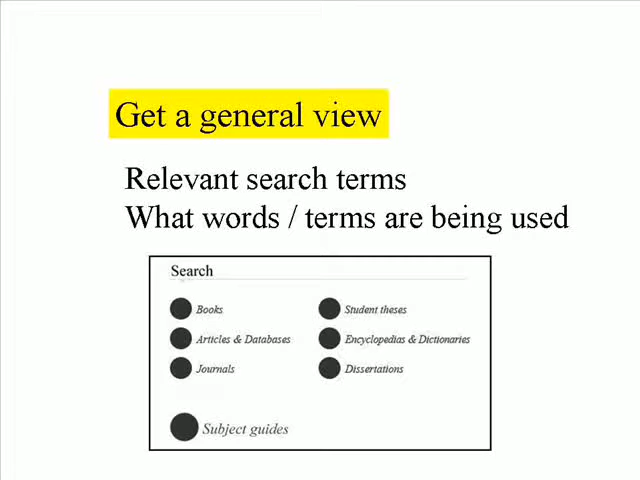 Get a general view
Relevant search terms
What words / terms are being used
Search
Books
Student theses
Articles & Databases
Encyclopedias & Dictionaries
Journals
Dissertations
Subject guides